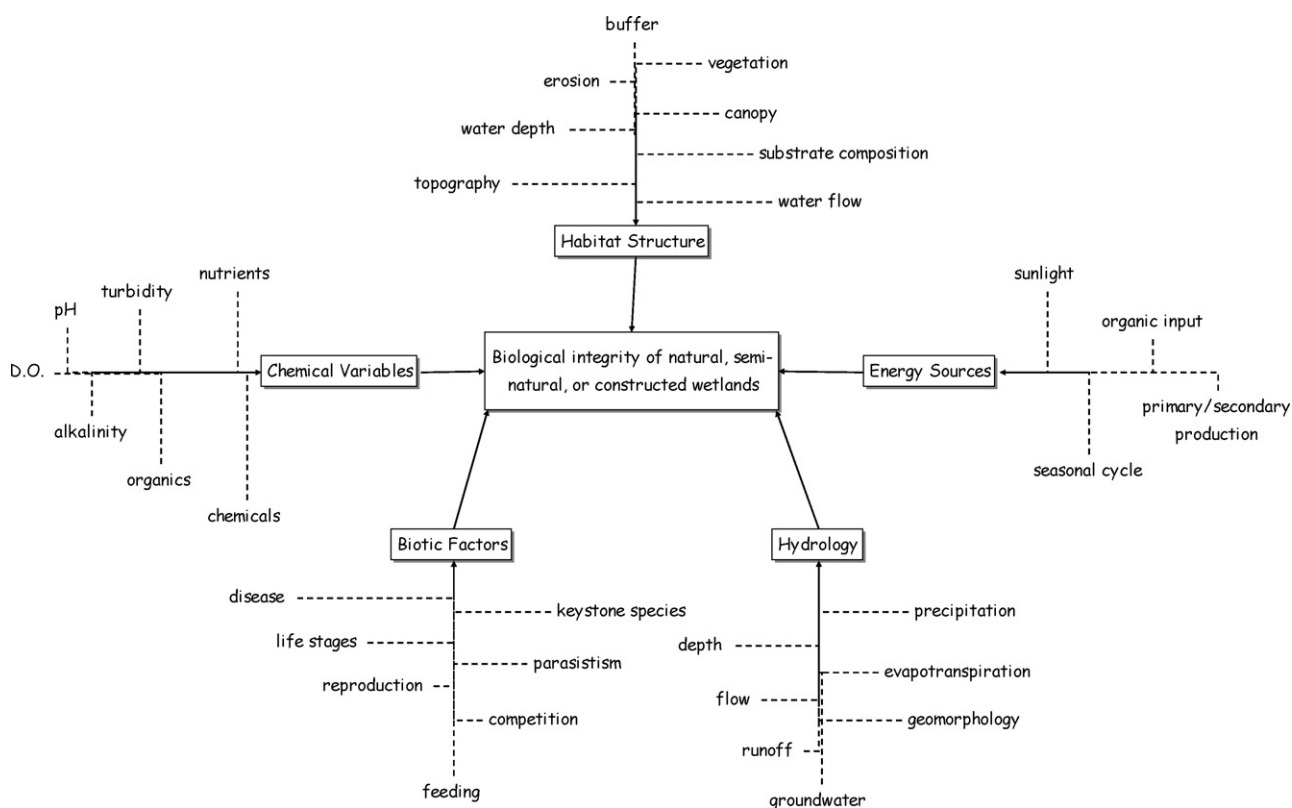 buffer
vegetation
erosion
canopy
water depth
substrate composition
topography
water flow
Habitat Structure
nutrients
sunlight
turbidity
pH
organic input
D.O.
Chemical Variables
Biological integrity of natural, semi-
natural, or constructed wetlands
Energy Sources
alkalinity
primary/secondary
production
organics
seasonal cycle
chemicals
Biotic Factors
Hydrology
disease
keystone species
precipitation
life stages
depth
parasistism
evapotranspiration
reproduction
flow
competition
geomorphology
runoff
feeding
groundwater